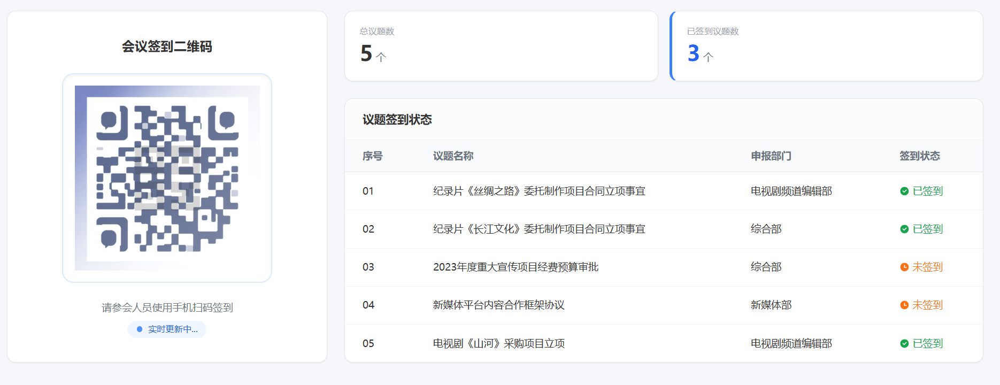 会议签到二维码
请参会人员使用手机扫码签到
实时更新中...
总议题数
5 个
已签到议题数
3 个
议题签到状态
序号 议题名称 申报部门 签到状态
01 纪录片《丝绸之路》委托制作项目合同立项事宜 电视剧频道编辑部 已签到
02 纪录片《长江文化》委托制作项目合同立项事宜 综合部 已签到
03 2023年度重大宣传项目经费预算审批 综合部 未签到
04 新媒体平台内容合作框架协议 新媒体部 未签到
05 电视剧《山河》采购项目立项 电视剧频道编辑部 已签到